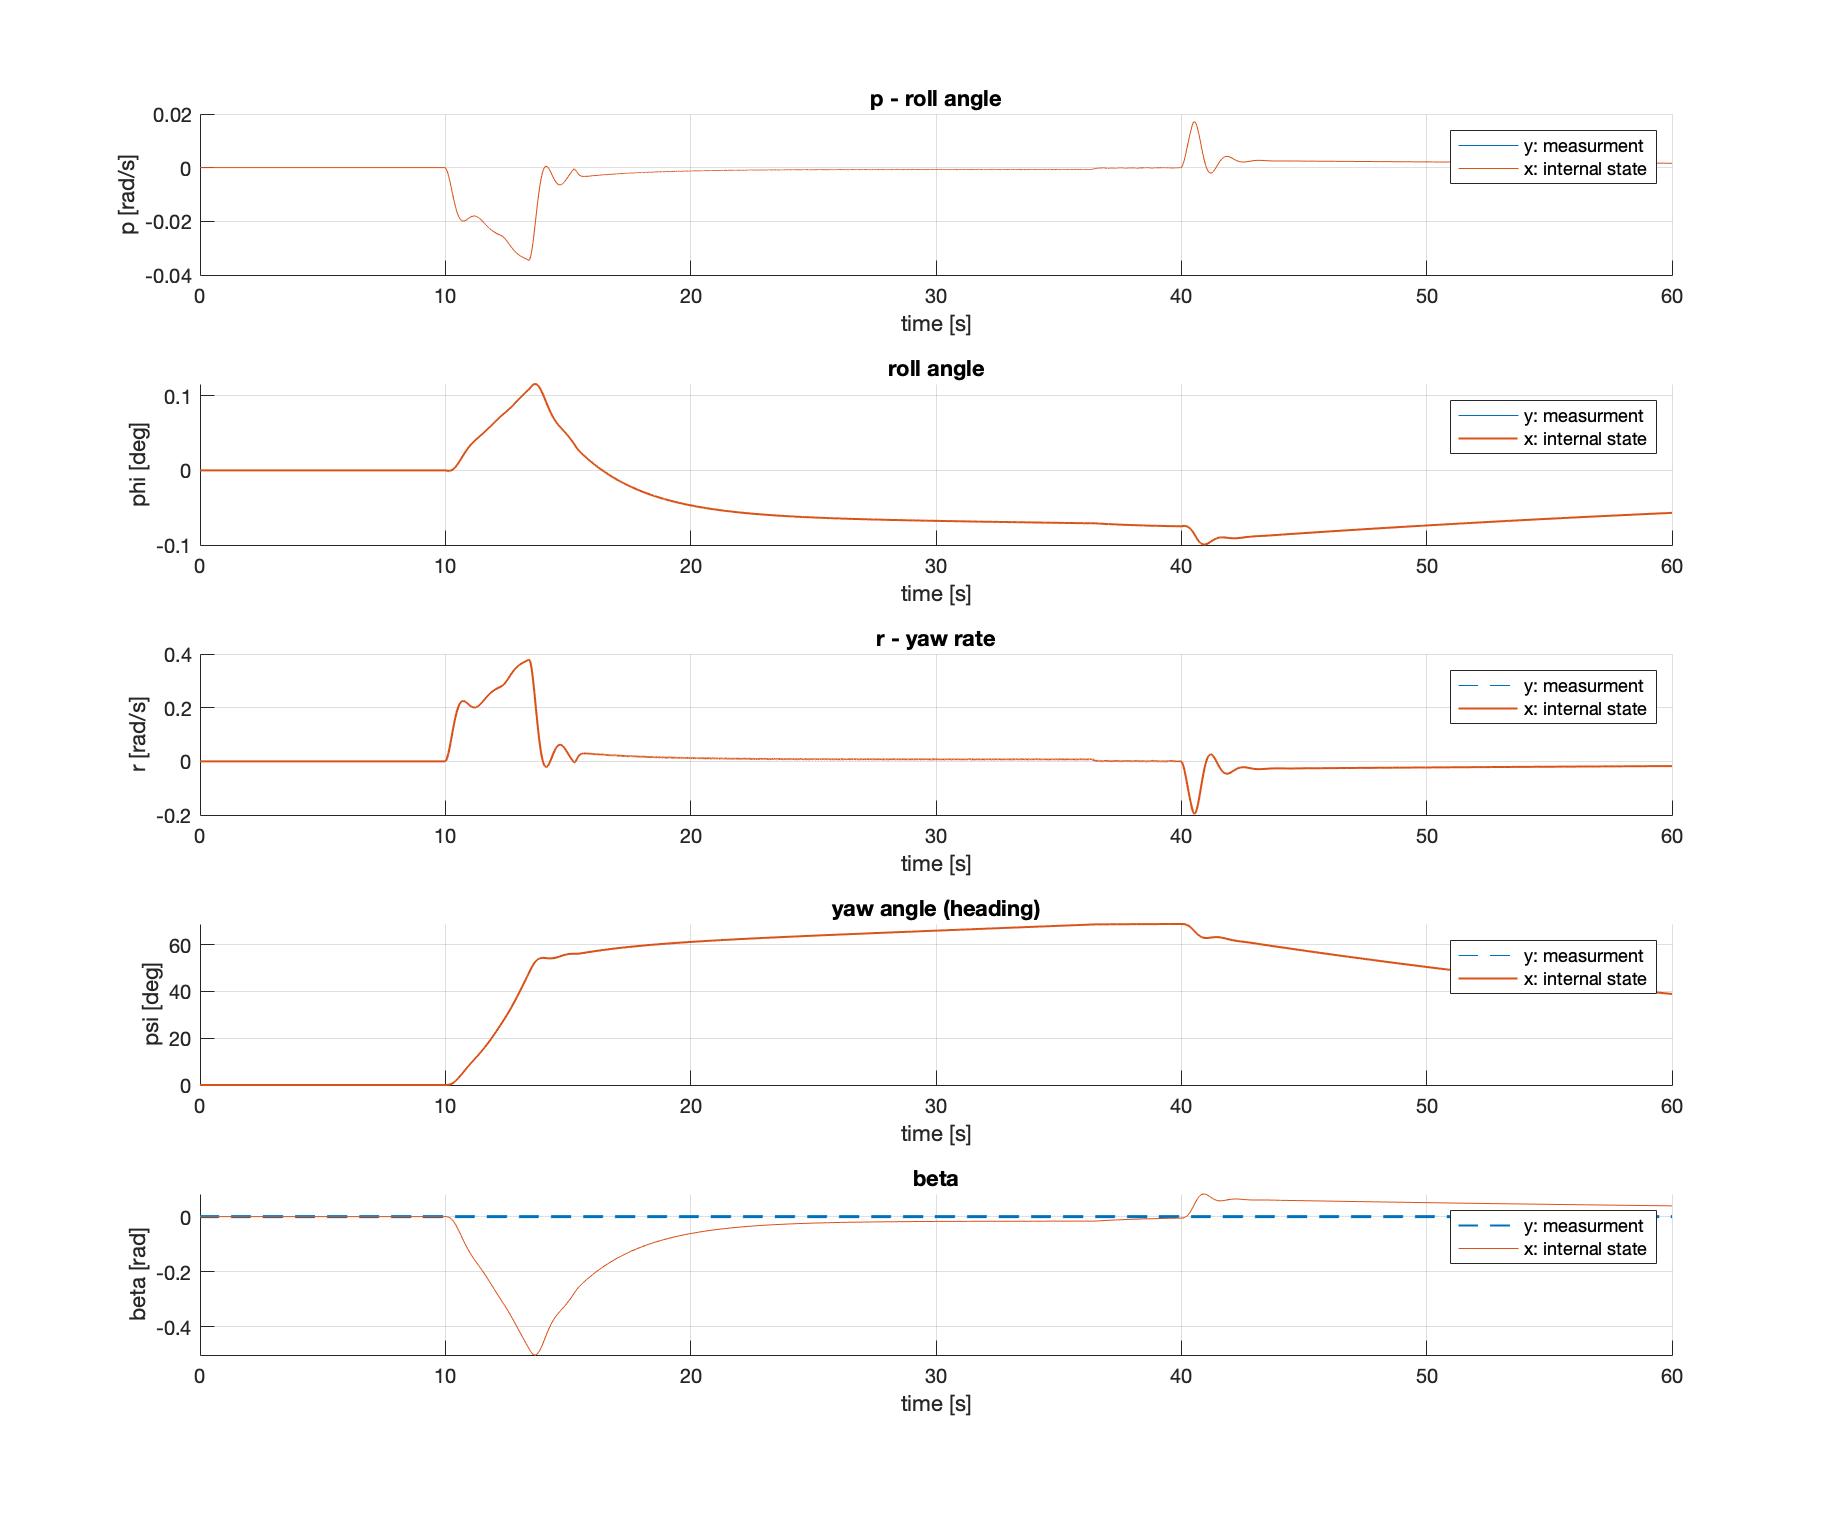 p - roll angle
0.02
0
-0.02
-0.04
p [rad/s]
y: measurment
x: internal state
0 10 20 30 40 50 60
time [s]
roll angle
0.1
0
-0.1
phi [deg]
y: measurment
x: internal state
0 10 20 30 40 50 60
time [s]
r - yaw rate
0.4
0.2
0
-0.2
r [rad/s]
y: measurment
x: internal state
0 10 20 30 40 50 60
time [s]
yaw angle (heading)
60
40
20
0
psi [deg]
y: measurment
x: internal state
0 10 20 30 40 50 60
time [s]
beta
0
-0.2
-0.4
beta [rad]
y: measurment
x: internal state
0 10 20 30 40 50 60
time [s]